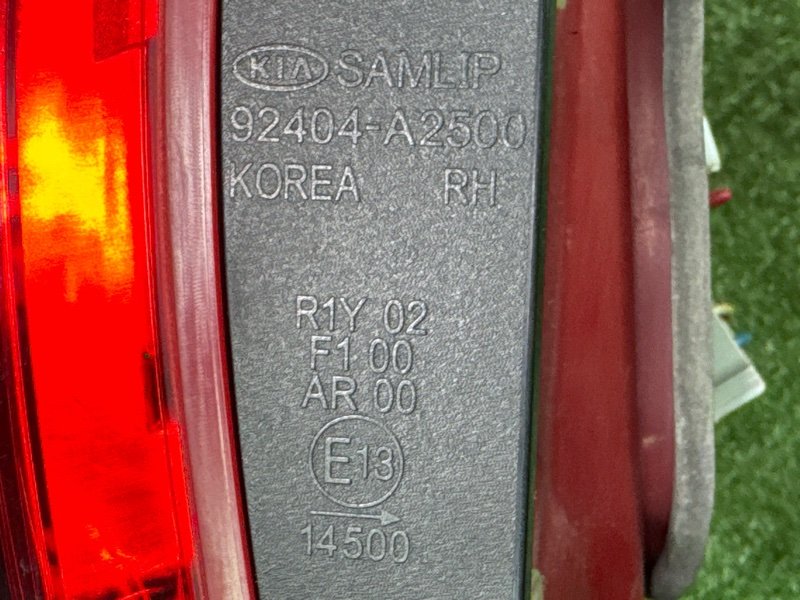 KIA SAMLIP
92404-A2500
KOREA RH
R1Y 02
F1 00
AR 00
E13
→
14500